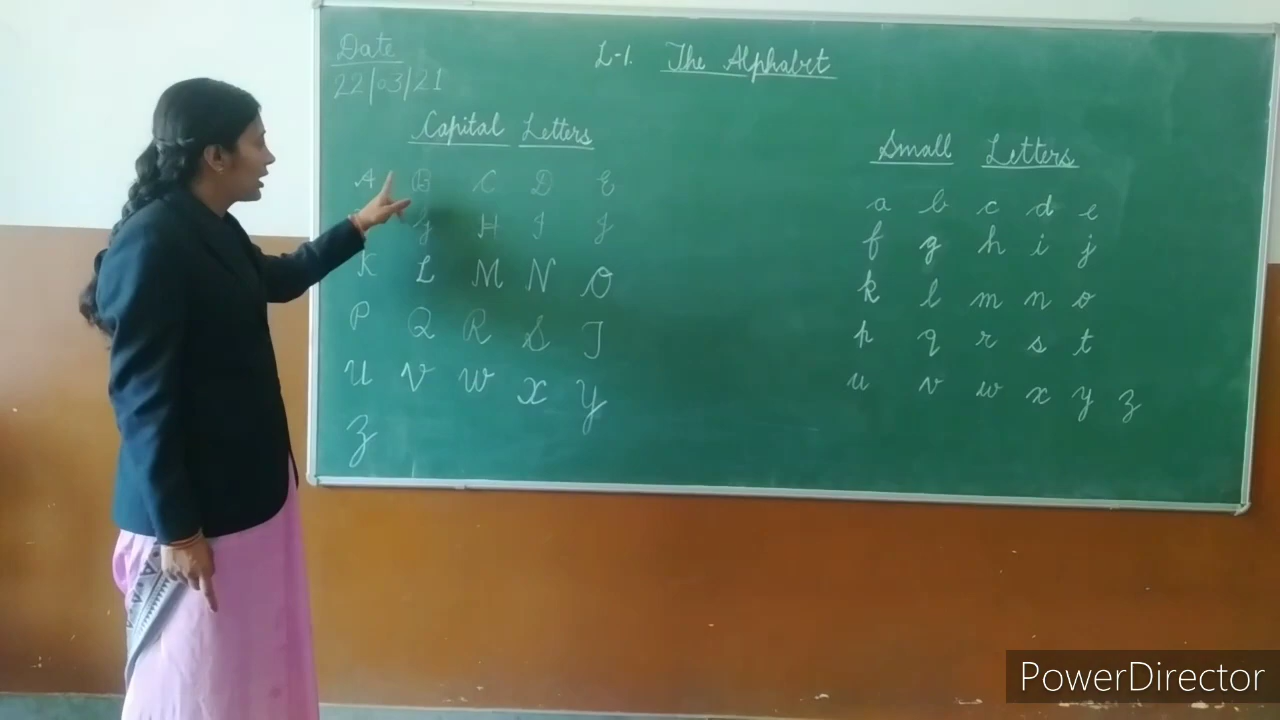 Date
22/03/21
L-1. The Alphabet
Capital Letters
A B C D E
G H I J
K L M N O
P Q R S T
U V W X Y
Z
Small Letters
a b c d e
f g h i j
k l m n o
p q r s t
u v w x y z
PowerDirector